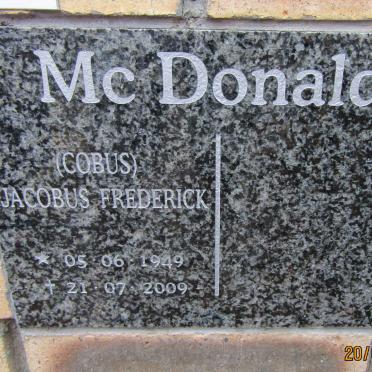 Mc Donald
(COBUS)
JACOBUS FREDERICK
* 05 06 1949
† 21 07 2009
20/